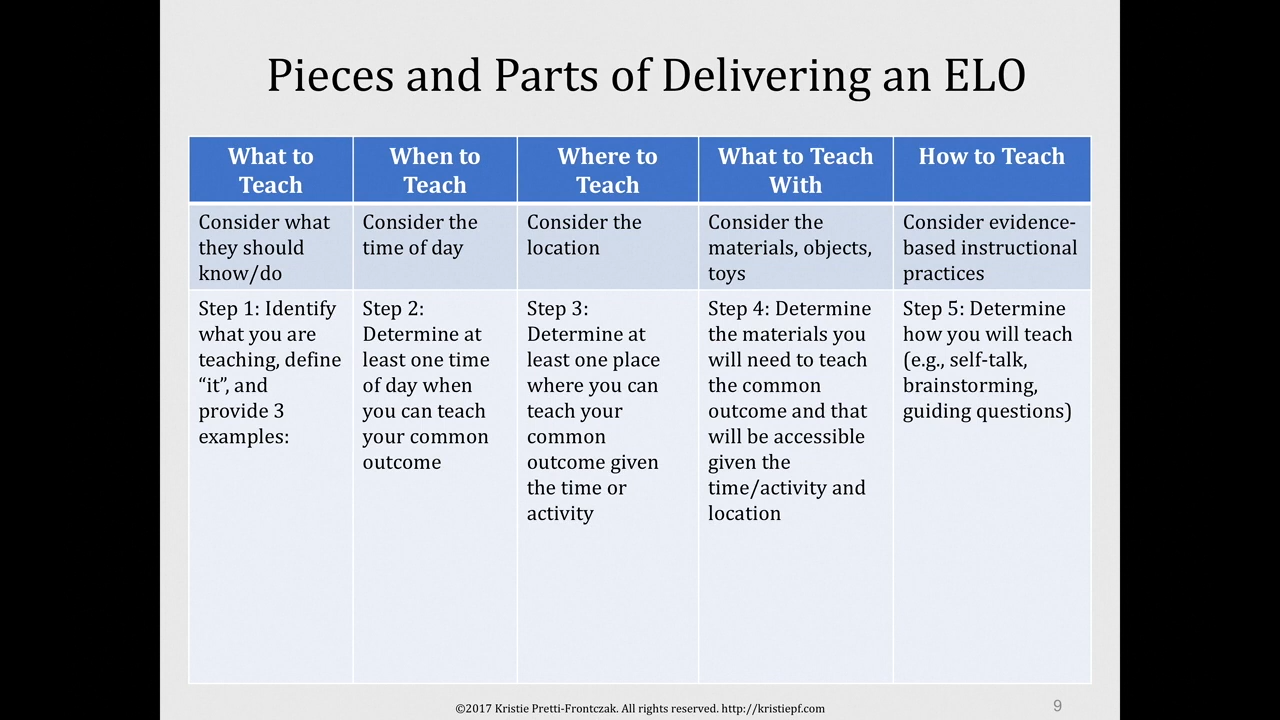 Pieces and Parts of Delivering an ELO
What to
Teach
When to
Teach
Where to
Teach
What to Teach
With
How to Teach
Consider what
they should
know/do
Consider the
time of day
Consider the
location
Consider the
materials, objects,
toys
Consider evidence-
based instructional
practices
Step 1: Identify
what you are
teaching, define
“it”, and
provide 3
examples:
Step 2:
Determine at
least one time
of day when
you can teach
your common
outcome
Step 3:
Determine at
least one place
where you can
teach your
common
outcome given
the time or
activity
Step 4: Determine
the materials you
will need to teach
the common
outcome and that
will be accessible
given the
time/activity and
location
Step 5: Determine
how you will teach
(e.g., self-talk,
brainstorming,
guiding questions)
©2017 Kristie Pretti-Frontczak. All rights reserved. http://kristiepf.com
9